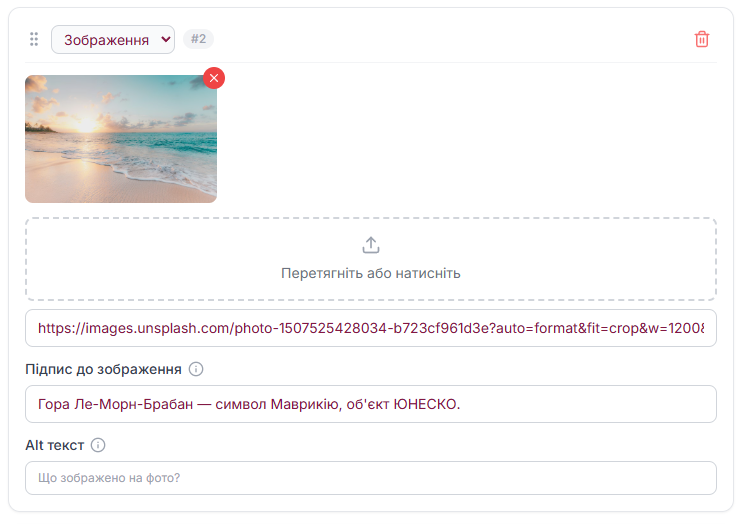 Зображення
#2
Перетягніть або натисніть
https://images.unsplash.com/photo-1507525428034-b723cf961d3e?auto=format&fit=crop&w=1200&
Підпис до зображення
Гора Ле-Морн-Брабан — символ Маврикію, об'єкт ЮНЕСКО.
Alt текст
Що зображено на фото?